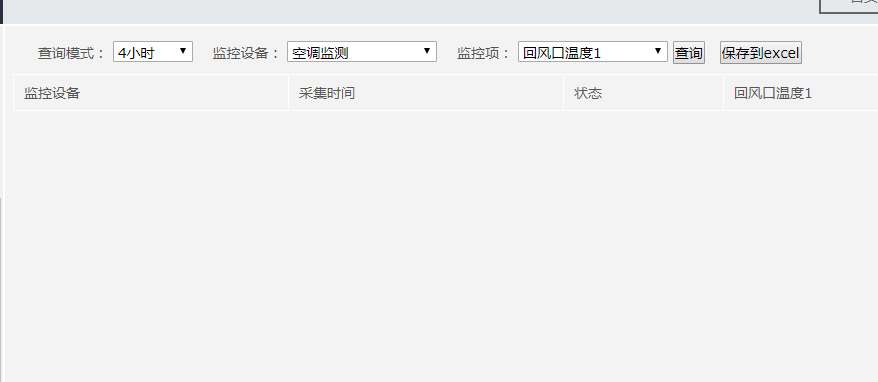 查询模式： 4小时 监控设备： 空调监测 监控项： 回风口温度1 查询 保存到excel
监控设备 采集时间 状态 回风口温度1